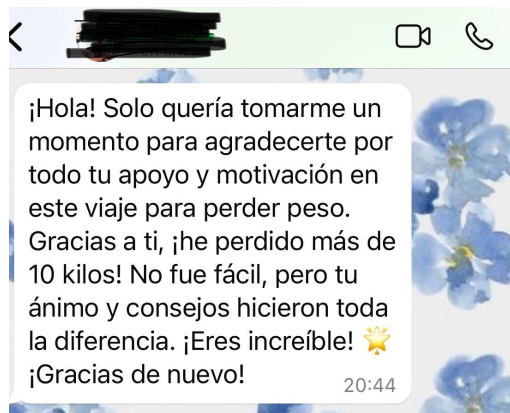 ¡Hola! Solo quería tomarme un
momento para agradecerte por
todo tu apoyo y motivación en
este viaje para perder peso.
Gracias a ti, ¡he perdido más de
10 kilos! No fue fácil, pero tu
ánimo y consejos hicieron toda
la diferencia. ¡Eres increíble! 🌟
¡Gracias de nuevo!
20:44